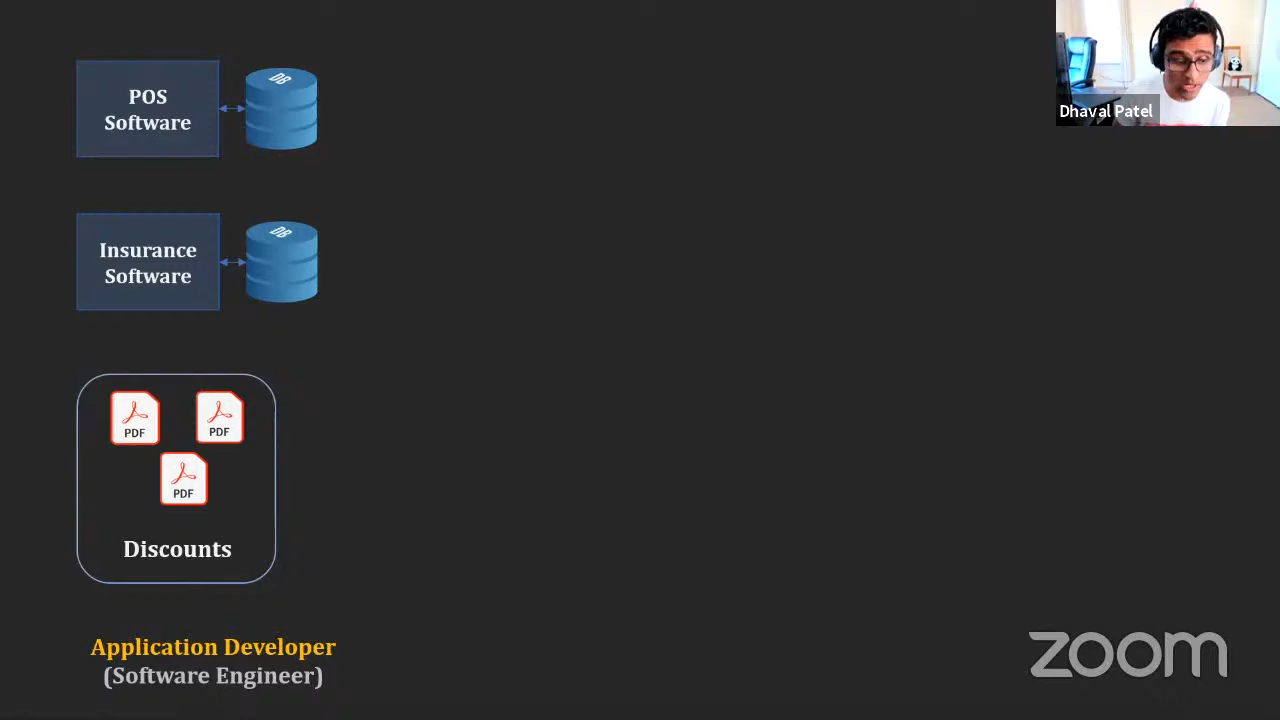 POS
Software
DB
Dhaval Patel
Insurance
Software
DB
PDF
PDF
PDF
Discounts
Application Developer
(Software Engineer)
zoom